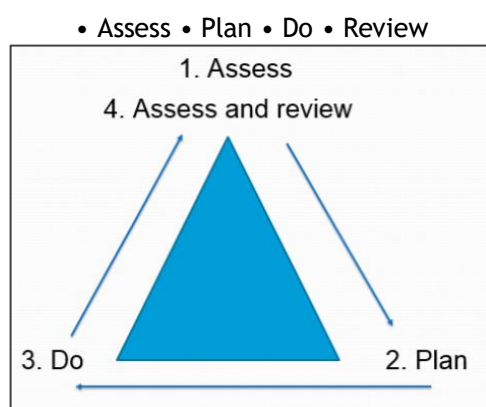 • Assess • Plan • Do • Review
1. Assess
4. Assess and review
3. Do
2. Plan